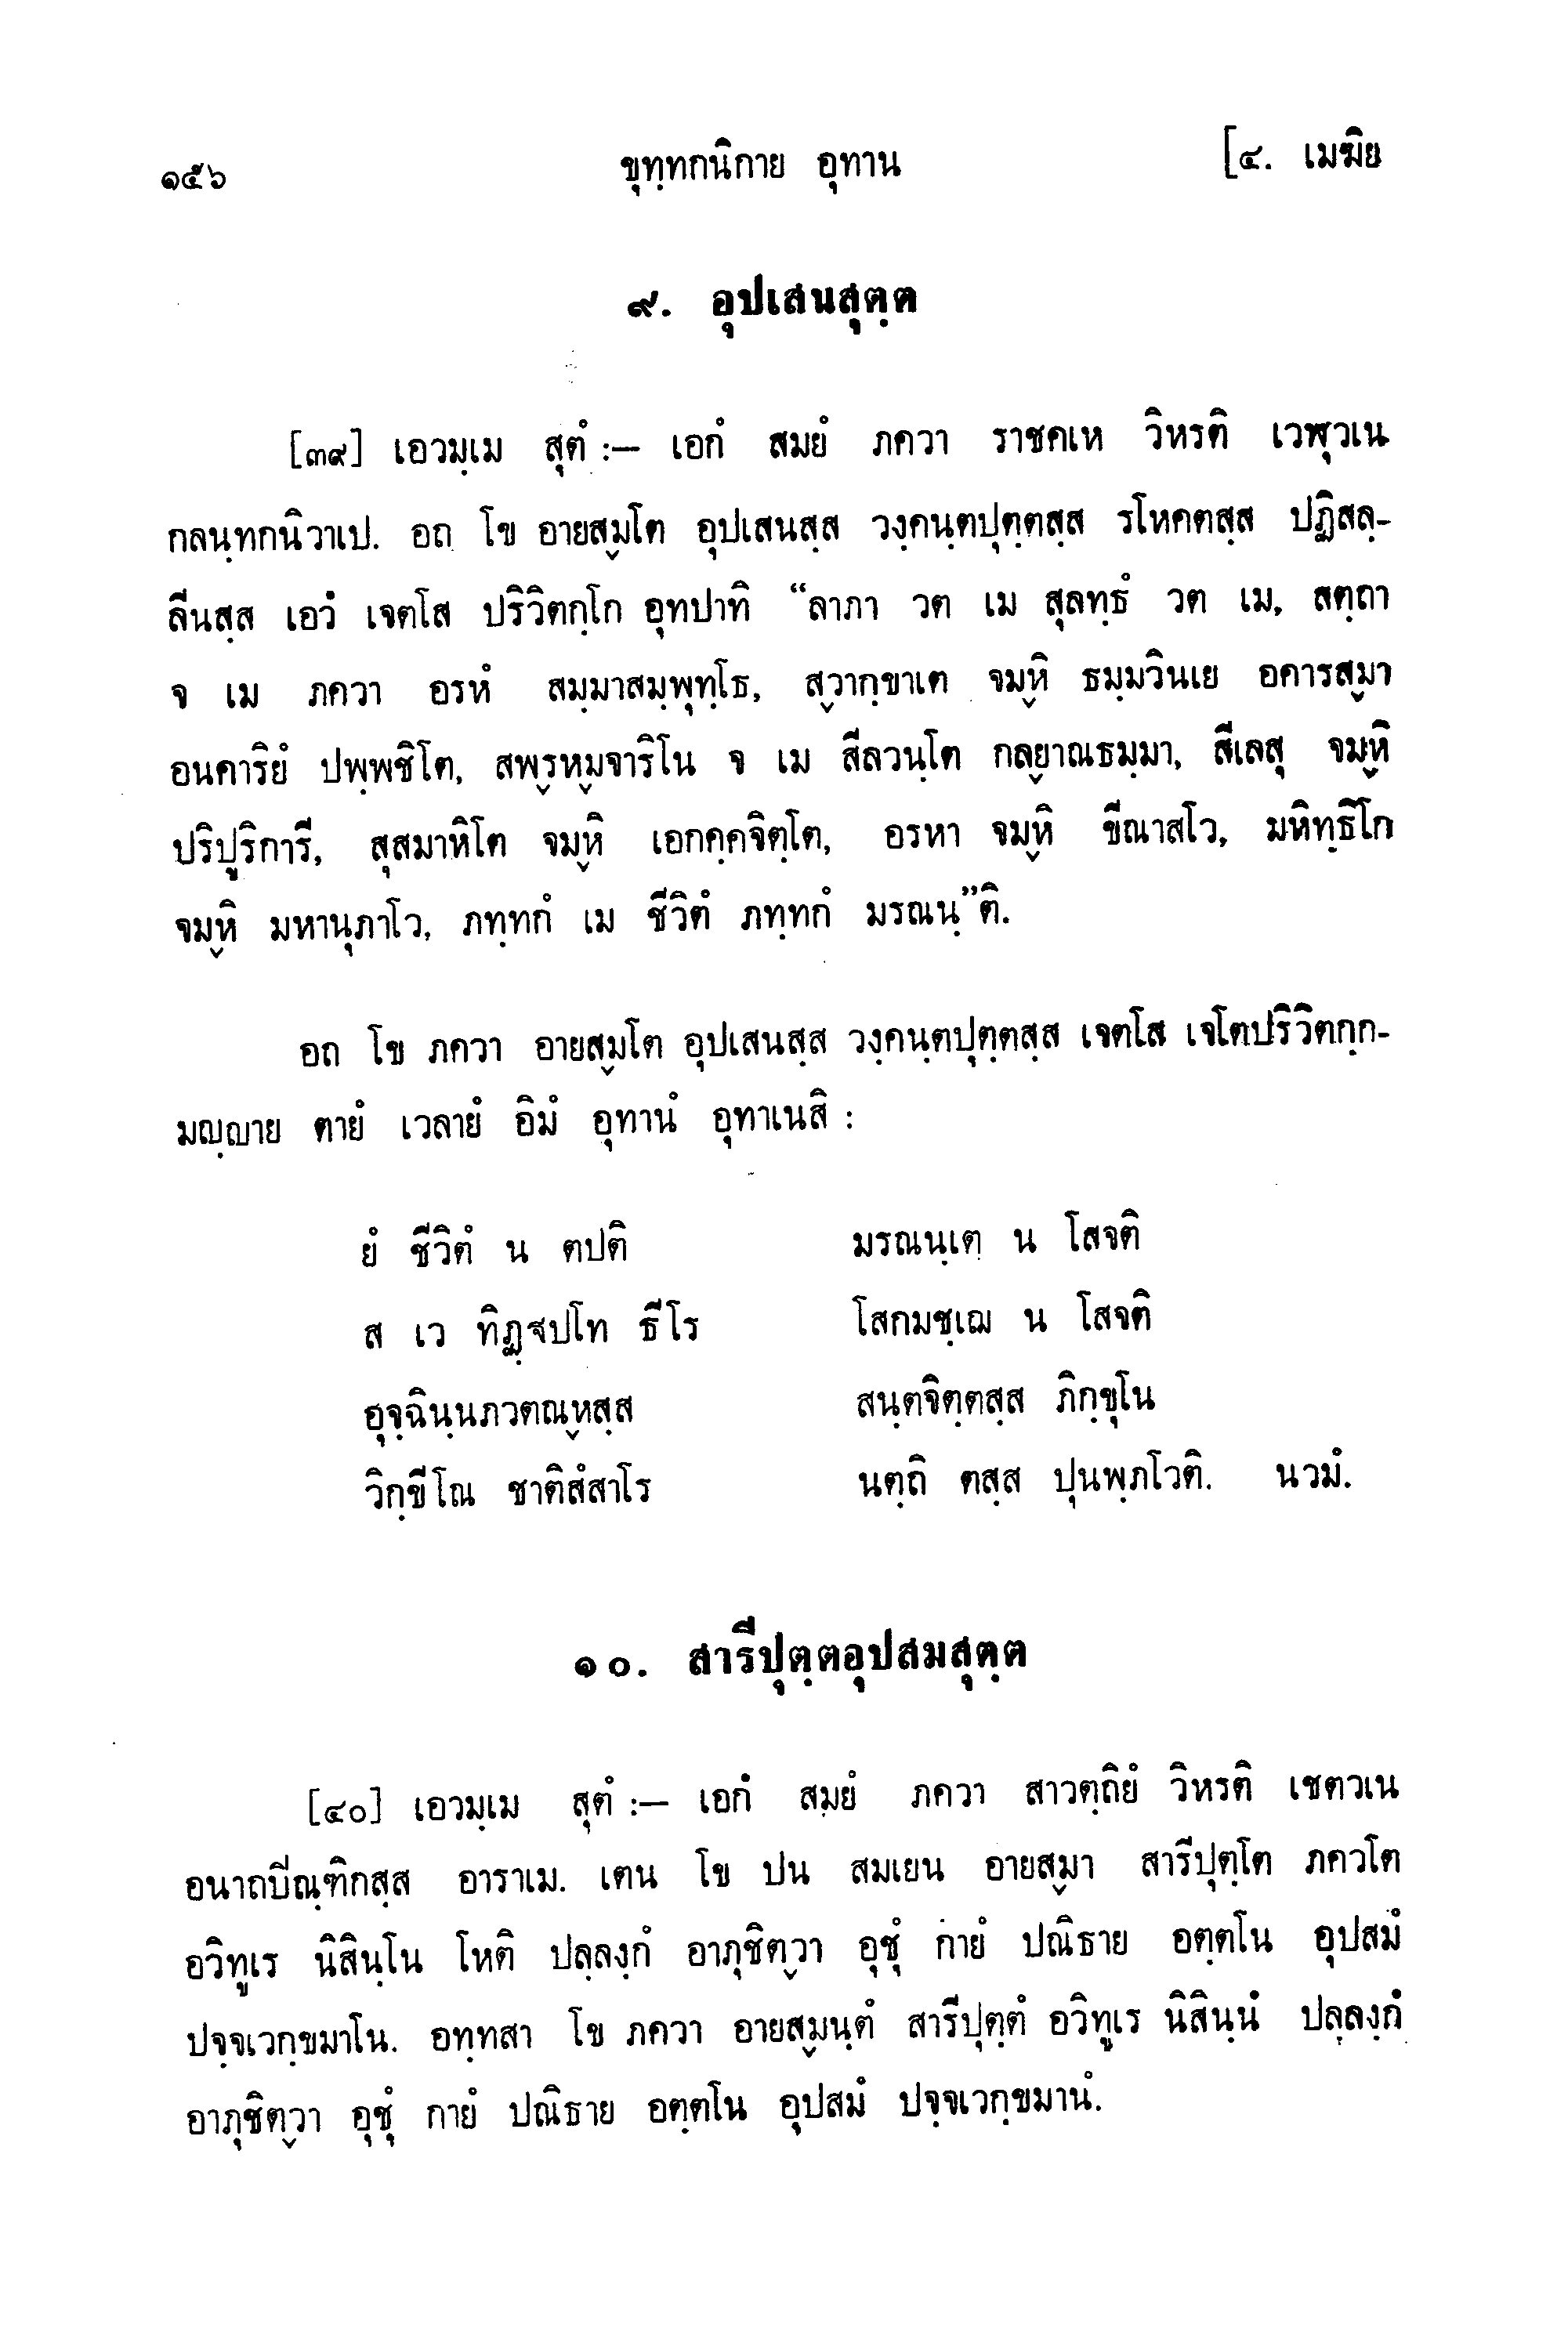 ๑๕๖ ขุทฺทกนิกาย อุทาน [๔. เมฆิย
๙. อุปเสนสุตฺต
[๓๙] เอวมฺเม สุตํ :— เอกํ สมยํ ภควา ราชคเห วิหรติ เวฬุวเน
กลนฺทกนิวาเป. อถ โข อายสฺมโต อุปเสนสฺส วงฺคนฺตปุตฺตสฺส รโหคตสฺส ปฏิสลฺ-
ลีนสฺส เอวํ เจตโส ปริวิตกฺโก อุทปาทิ “ลาภา วต เม สุลทฺธํ วต เม, สตฺถา
จ เม ภควา อรหํ สมฺมาสมฺพุทฺโธ, สฺวากฺขาเต จมฺหิ ธมฺมวินเย อคารสฺมา
อนคาริยํ ปพฺพชิโต, สพฺรหฺมจาริโน จ เม สีลวนฺโต กลฺยาณธมฺมา, สีเลสุ จมฺหิ
ปริปูริการี, สุสมาหิโต จมฺหิ เอกคฺคจิตฺโต, อรหา จมฺหิ ขีณาสโว, มหิทฺธิโก
จมฺหิ มหานุภาโว, ภทฺทกํ เม ชีวิตํ ภทฺทกํ มรณนฺ”ติ.
อถ โข ภควา อายสฺมโต อุปเสนสฺส วงฺคนฺตปุตฺตสฺส เจตโส เจโตปริวิตกฺก-
มญฺญาย ตายํ เวลายํ อิมํ อุทานํ อุทาเนสิ :
ยํ ชีวิตํ น ตปติ มรณนฺเต น โสจติ
ส เว ทิฏฺฐปโท ธีโร โสกมชฺเฌ น โสจติ
อุจฺฉินฺนภวตณฺหสฺส สนฺตจิตฺตสฺส ภิกฺขุโน
วิกฺขีโณ ชาติสํสาโร นตฺถิ ตสฺส ปุนพฺภโวติ. นวมํ.
๑๐. สารีปุตฺตอุปสมสุตฺต
[๔๐] เอวมฺเม สุตํ :— เอกํ สมยํ ภควา สาวตฺถิยํ วิหรติ เชตวเน
อนาถบิณฺฑิกสฺส อาราเม. เตน โข ปน สมเยน อายสฺมา สารีปุตฺโต ภควโต
อวิทูเร นิสินฺโน โหติ ปลฺลงฺกํ อาภุชิตฺวา อุชุํ กายํ ปณิธาย อตฺตโน อุปสมํ
ปจฺจเวกฺขมาโน. อทฺทสา โข ภควา อายสฺมนฺตํ สารีปุตฺตํ อวิทูเร นิสินฺนํ ปลฺลงฺกํ
อาภุชิตฺวา อุชุํ กายํ ปณิธาย อตฺตโน อุปสมํ ปจฺจเวกฺขมานํ.